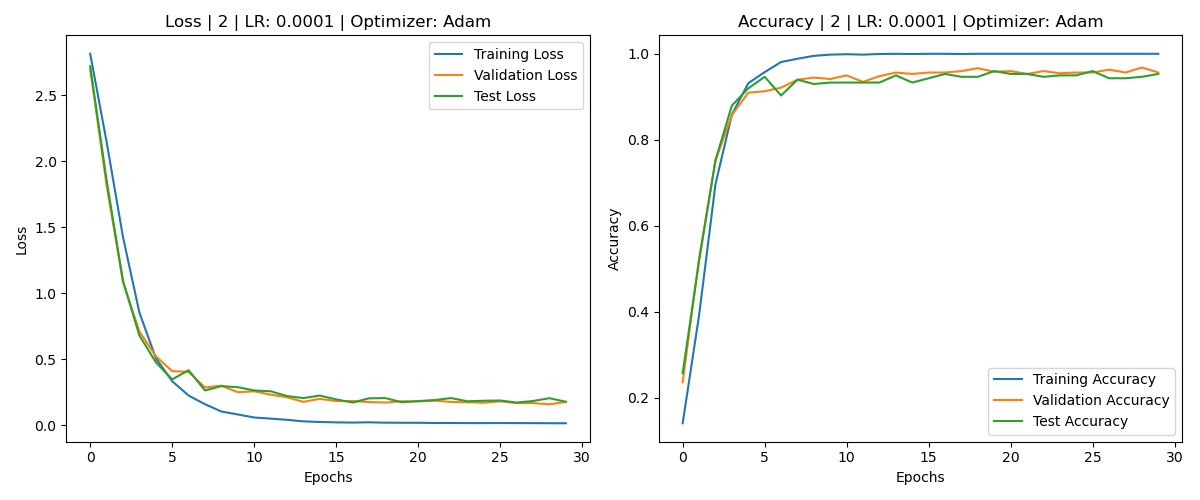 Loss | 2 | LR: 0.0001 | Optimizer: Adam
Training Loss
Validation Loss
Test Loss
2.5
2.0
1.5
1.0
0.5
0.0
Loss
0 5 10 15 20 25 30
Epochs
Accuracy | 2 | LR: 0.0001 | Optimizer: Adam
1.0
0.8
0.6
0.4
0.2
Accuracy
Training Accuracy
Validation Accuracy
Test Accuracy
0 5 10 15 20 25 30
Epochs